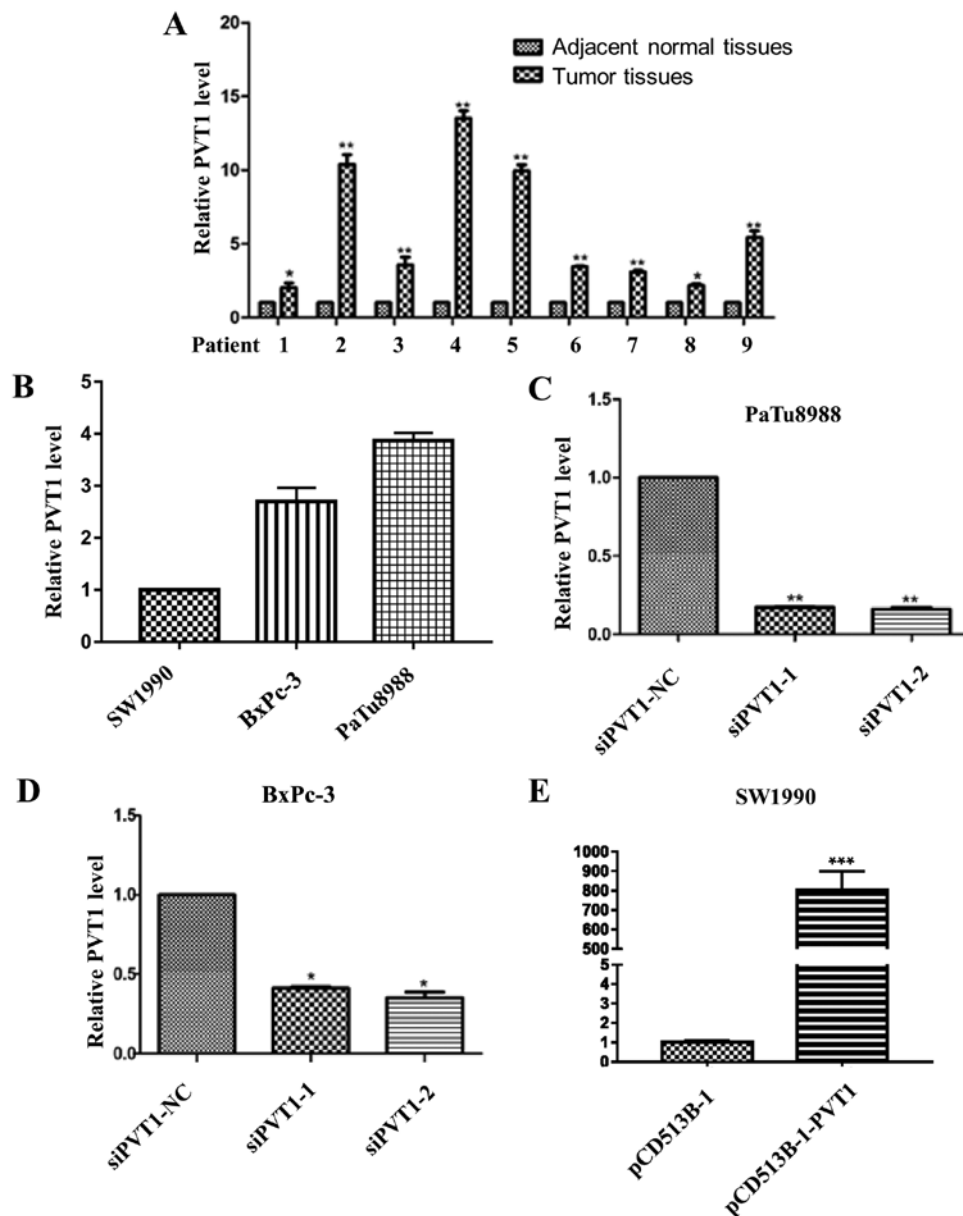 A
Relative PVT1 level
20
15
10
5
0
Adjacent normal tissues
Tumor tissues
* ** ** ** ** ** ** * **
Patient 1 2 3 4 5 6 7 8 9
B
Relative PVT1 level
5
4
3
2
1
0
SW1990
BxPc-3
PaTu8988
C
PaTu8988
Relative PVT1 level
1.5
1.0
0.5
0.0
** **
siPVT1-NC
siPVT1-1
siPVT1-2
D
BxPc-3
Relative PVT1 level
1.5
1.0
0.5
0.0
* *
siPVT1-NC
siPVT1-1
siPVT1-2
E
SW1990
1000
900
800
700
600
500
5
4
3
2
1
0
***
pCD513B-1
pCD513B-1-PVT1